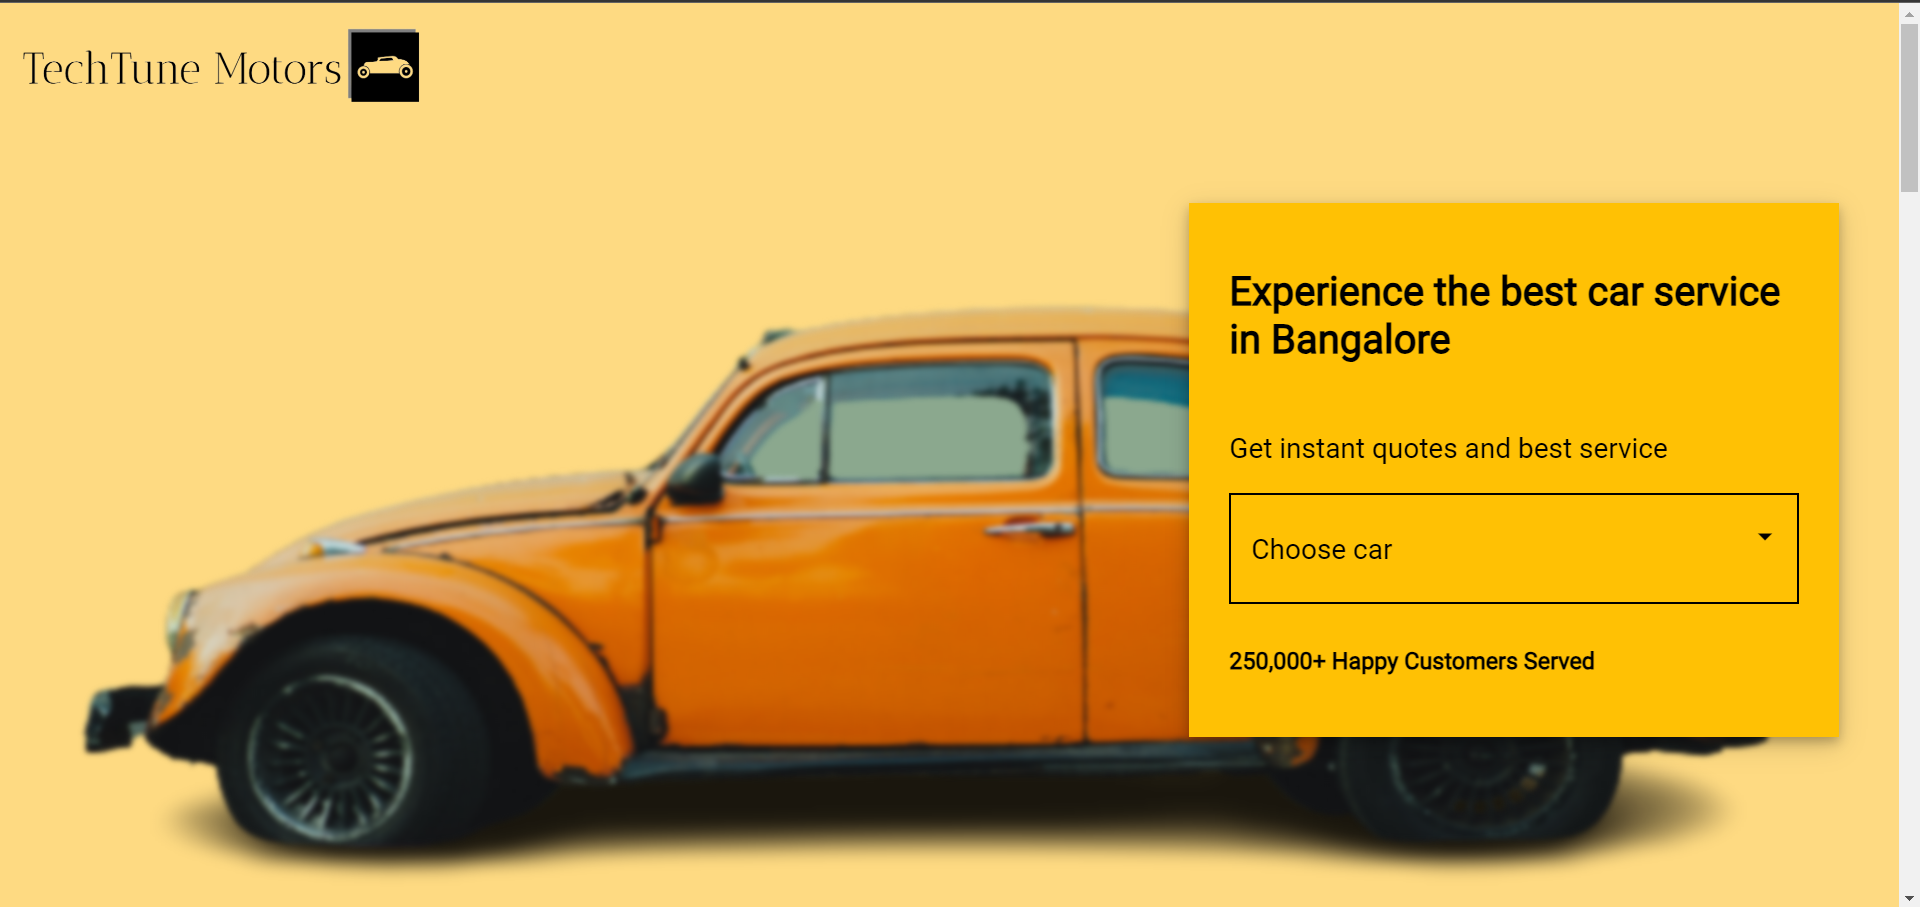 TechTune Motors
Experience the best car service
in Bangalore
Get instant quotes and best service
Choose car
250,000+ Happy Customers Served